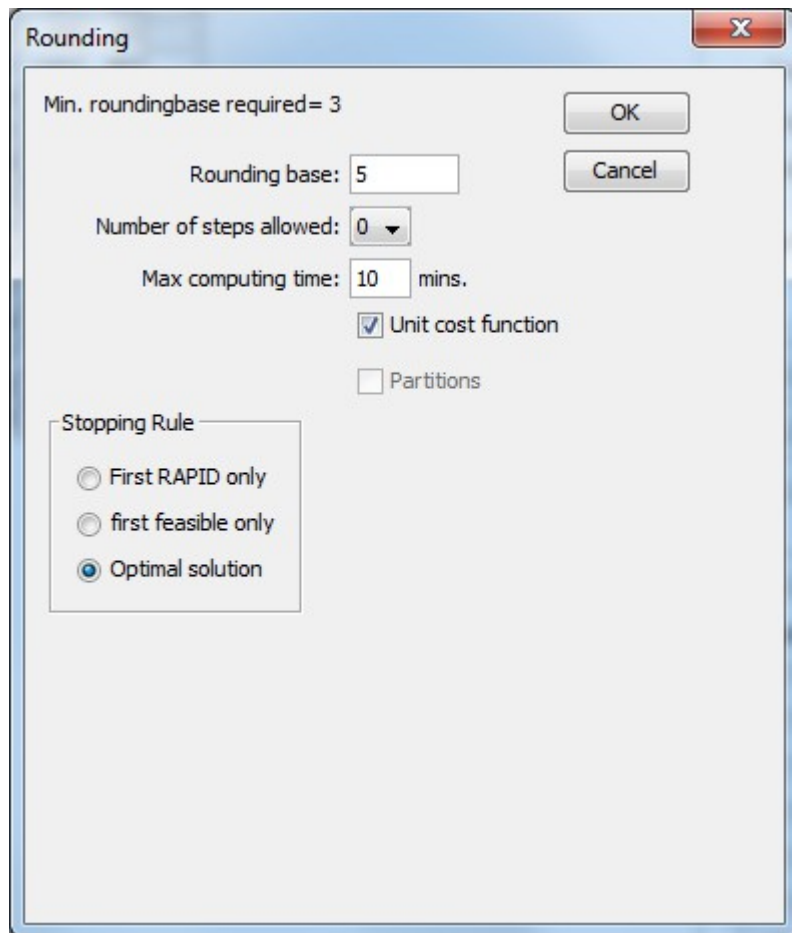 Rounding
Min. roundingbase required= 3
OK
Rounding base: 5
Cancel
Number of steps allowed: 0
Max computing time: 10 mins.
Unit cost function
Partitions
Stopping Rule
First RAPID only
first feasible only
Optimal solution